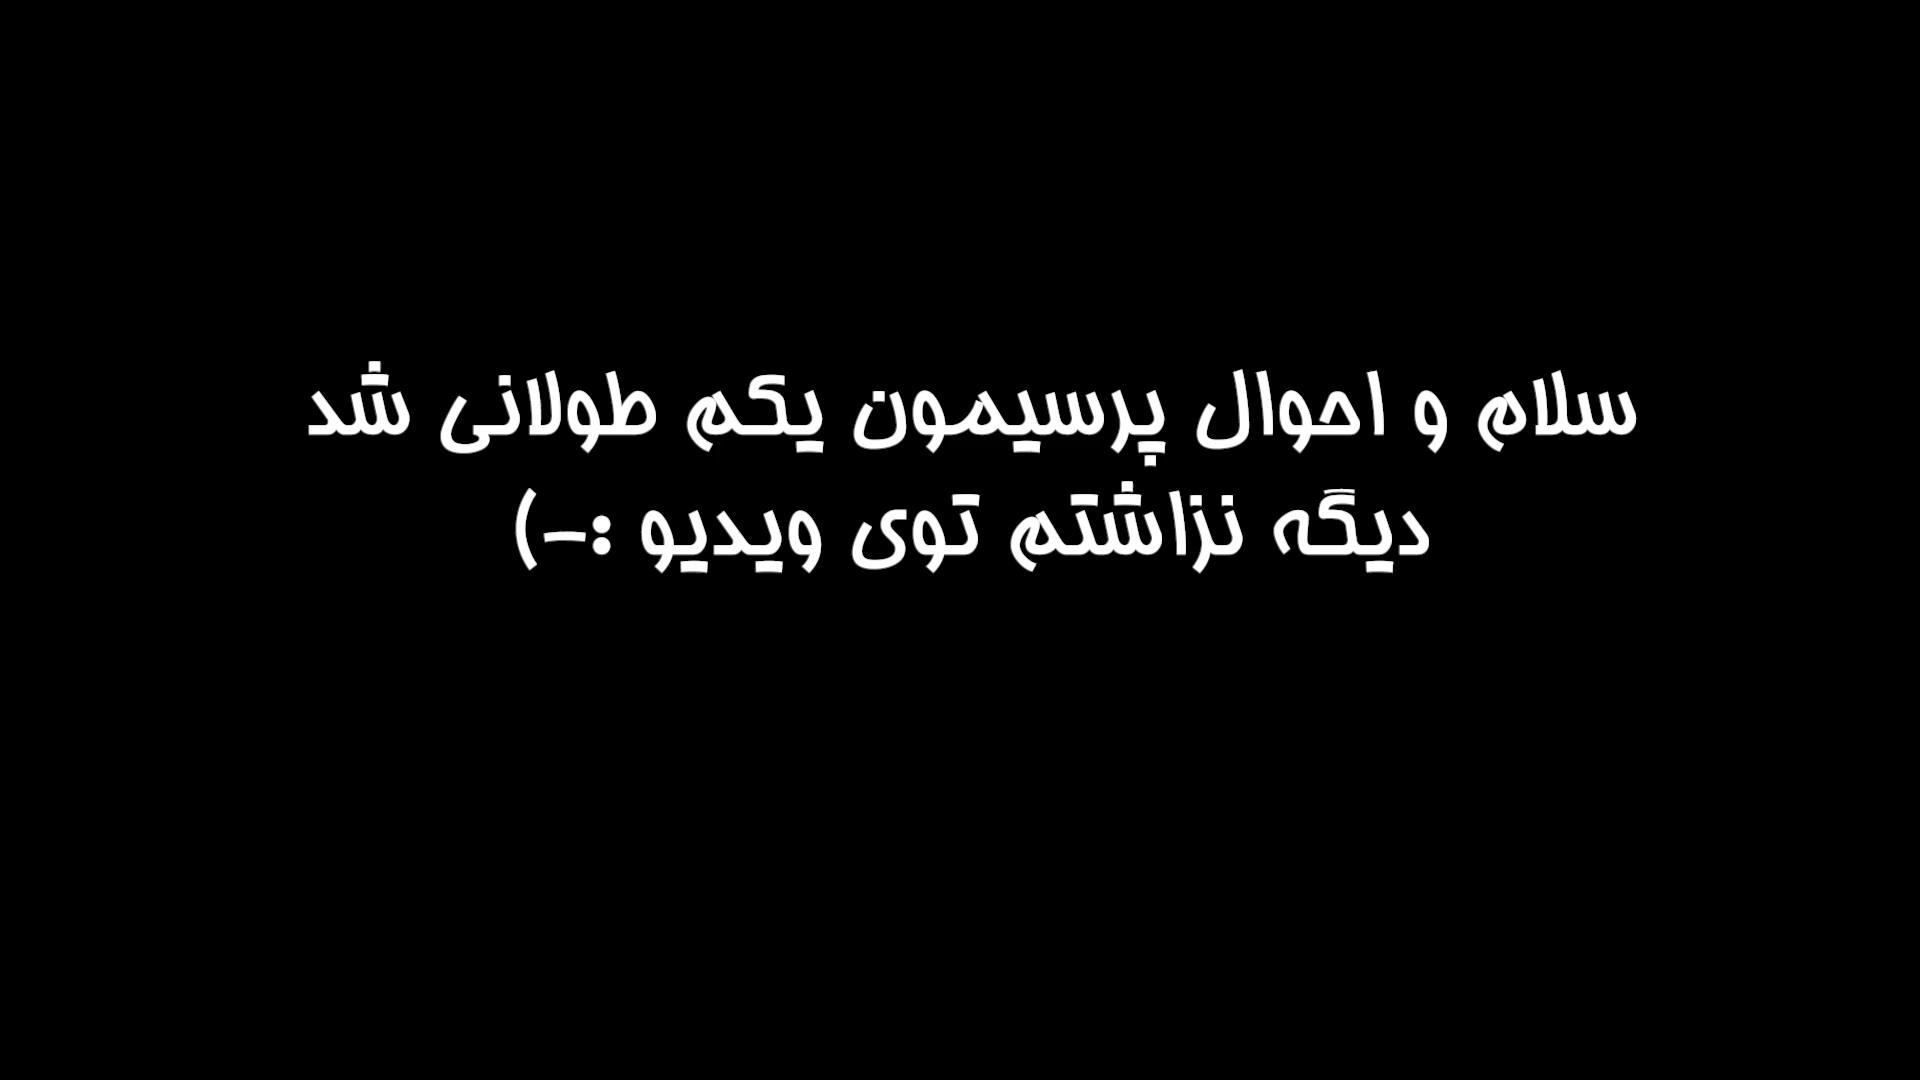 سلام و احوال پرسیمون یکم طولانی شد
دیگه نزاشتم توی ویدیو :-)